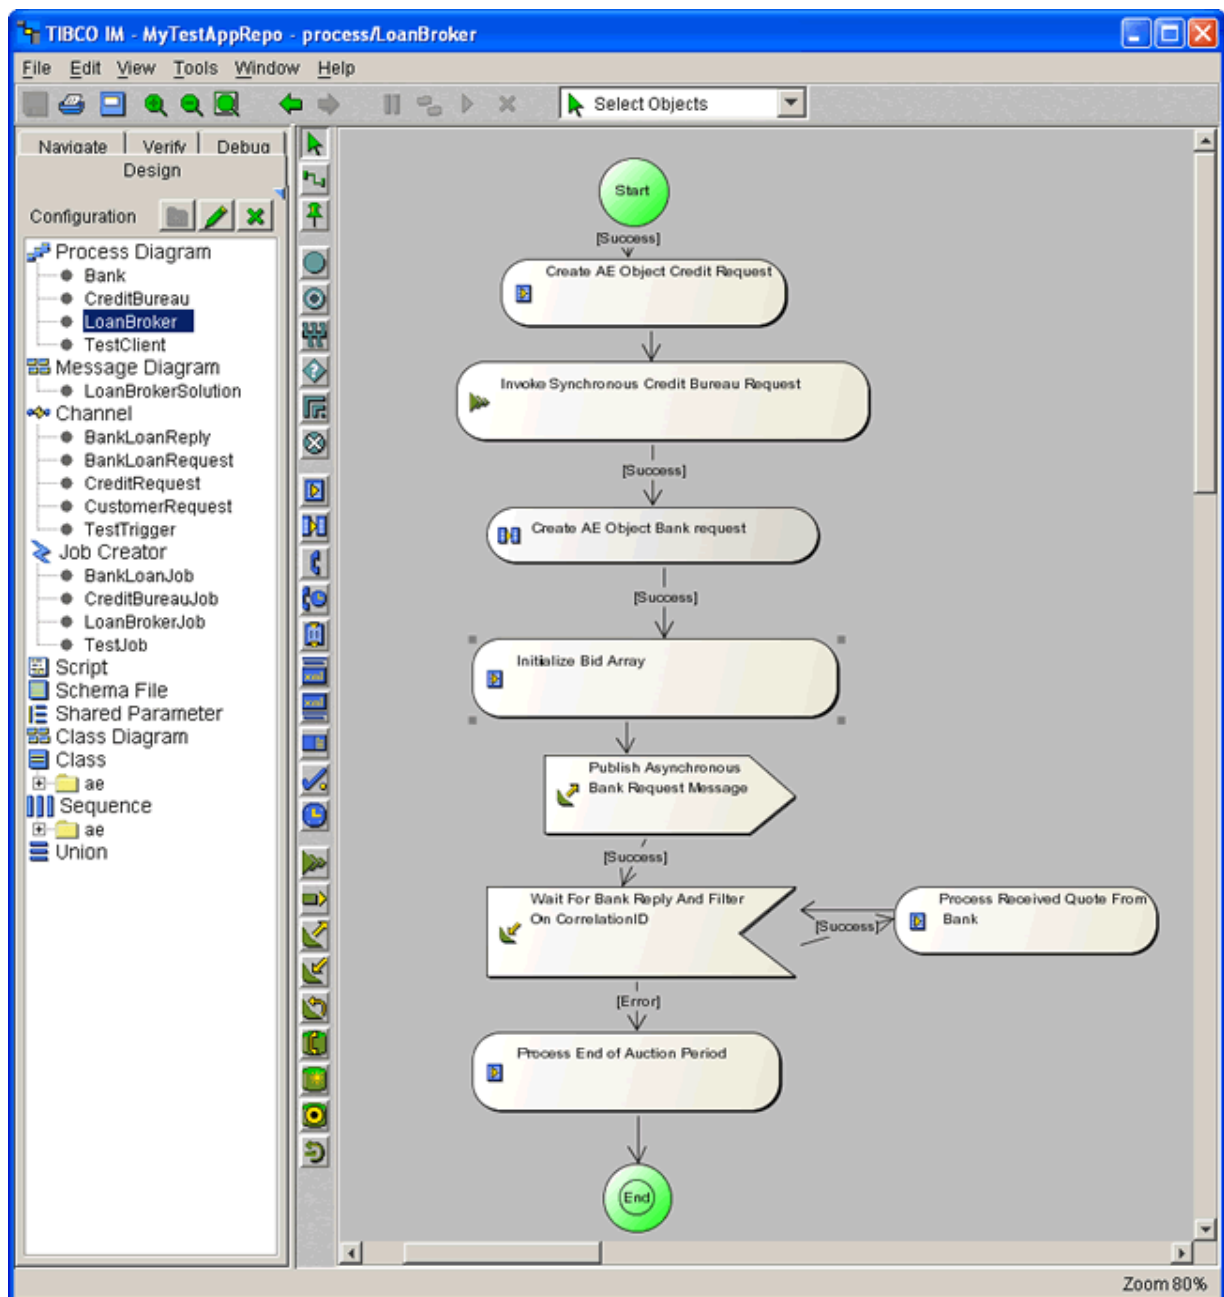 TIBCO IM - MyTestAppRepo - process/LoanBroker
File Edit View Tools Window Help
Select Objects
Navigate Verify Debug
Design
Configuration
Process Diagram
Bank
CreditBureau
LoanBroker
TestClient
Message Diagram
LoanBrokerSolution
Channel
BankLoanReply
BankLoanRequest
CreditRequest
CustomerRequest
TestTrigger
Job Creator
BankLoanJob
CreditBureauJob
LoanBrokerJob
TestJob
Script
Schema File
Shared Parameter
Class Diagram
Class
ae
Sequence
ae
Union
Start
[Success]
Create AE Object Credit Request
Invoke Synchronous Credit Bureau Request
[Success]
Create AE Object Bank request
[Success]
Initialize Bid Array
Publish Asynchronous
Bank Request Message
[Success]
Wait For Bank Reply And Filter
On CorrelationID
[Success]
Process Received Quote From
Bank
[Error]
Process End of Auction Period
End
Zoom 80%